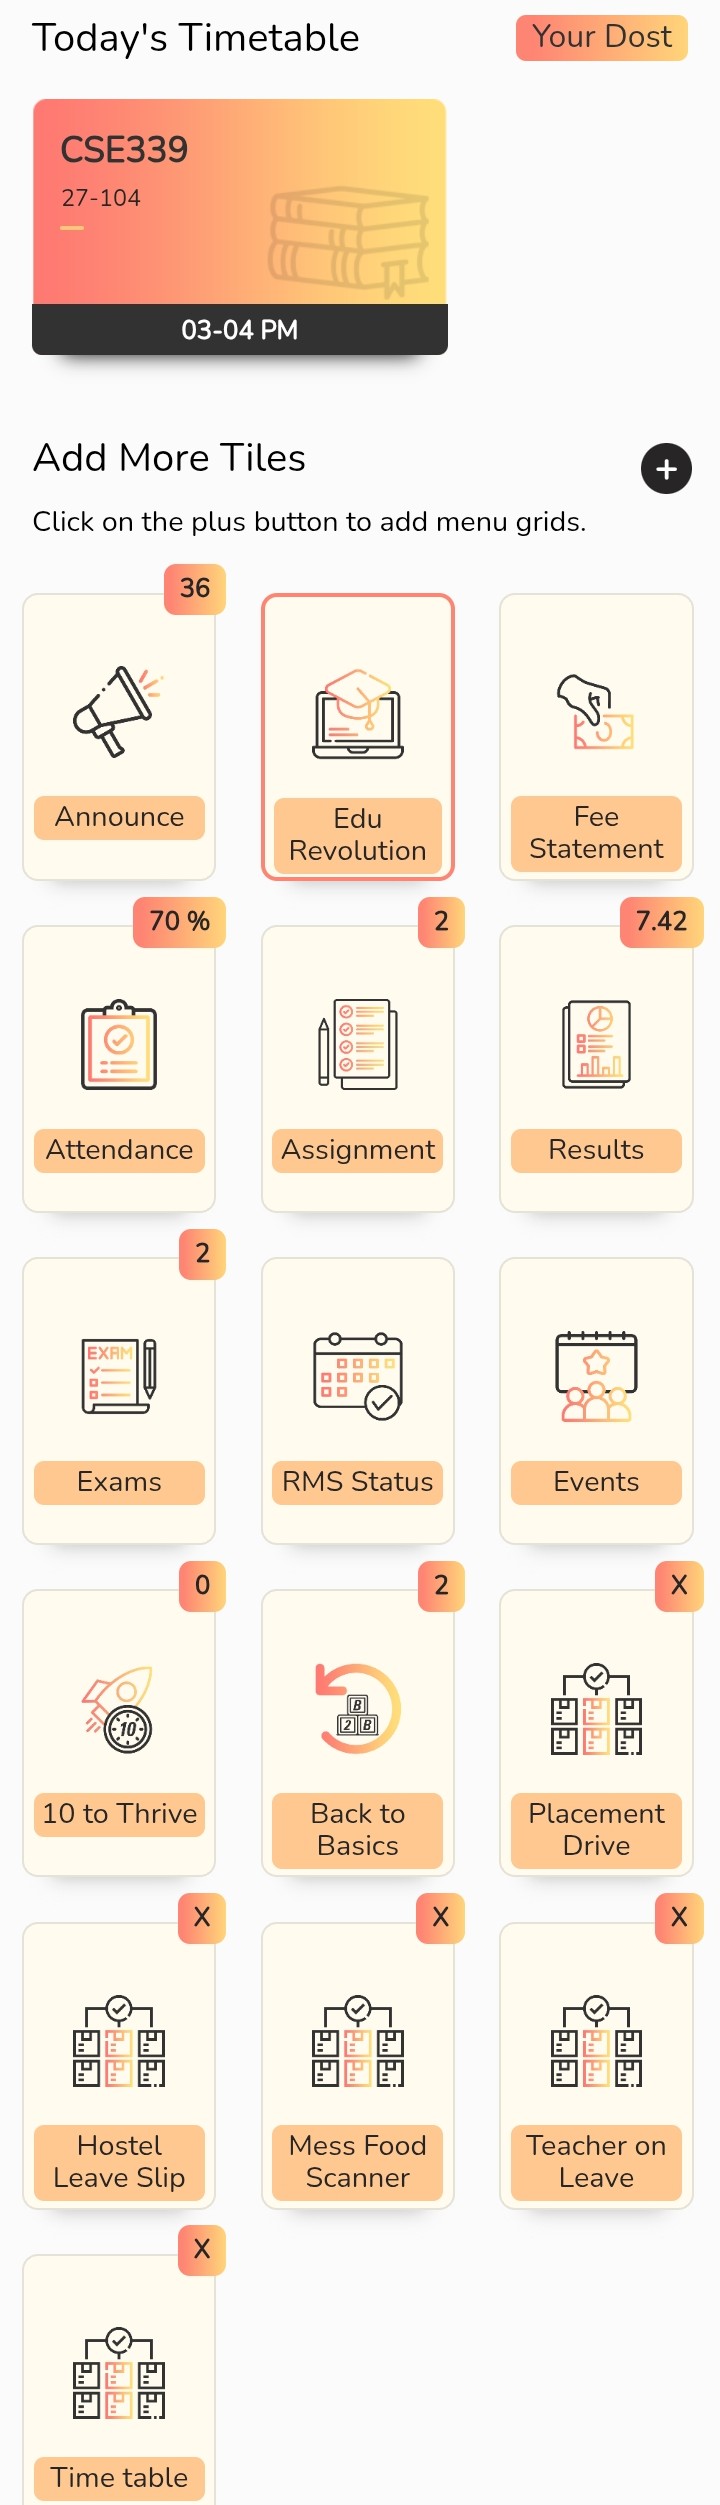 Today's Timetable
Your Dost
CSE339
27-104
03-04 PM
Add More Tiles
+
Click on the plus button to add menu grids.
36
Announce
Edu
Revolution
Fee
Statement
70 %
Attendance
2
Assignment
7.42
Results
2
EXAM
Exams
RMS Status
Events
0
10
10 to Thrive
2
B
2 B
Back to
Basics
X
Placement
Drive
X
Hostel
Leave Slip
X
Mess Food
Scanner
X
Teacher on
Leave
X
Time table